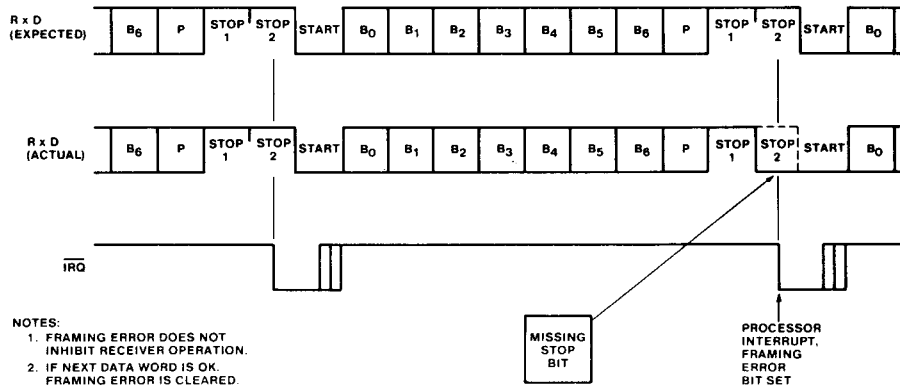 R x D
(EXPECTED)
B6 P STOP 1 STOP 2 START B0 B1 B2 B3 B4 B5 B6 P STOP 1 STOP 2 START B0
R x D
(ACTUAL)
B6 P STOP 1 STOP 2 START B0 B1 B2 B3 B4 B5 B6 P STOP 1 STOP 2 START B0
IRQ
NOTES:
1. FRAMING ERROR DOES NOT
INHIBIT RECEIVER OPERATION.
2. IF NEXT DATA WORD IS OK.
FRAMING ERROR IS CLEARED.
MISSING
STOP
BIT
PROCESSOR
INTERRUPT,
FRAMING
ERROR
BIT SET